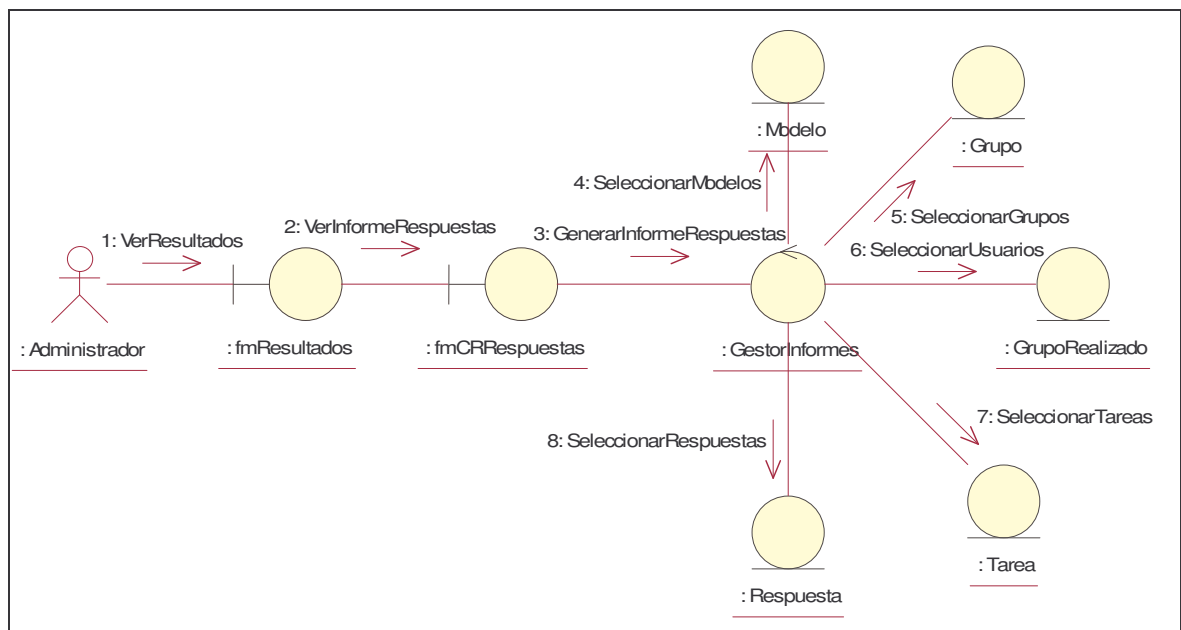 : Modelo
: Grupo
4: SeleccionarModelos
5: SeleccionarGrupos
1: VerResultados
2: VerInformeRespuestas
3: GenerarInformeRespuestas
6: SeleccionarUsuarios
: Administrador
: fmResultados
: fmCRRespuestas
: GestorInformes
: GrupoRealizado
7: SeleccionarTareas
8: SeleccionarRespuestas
: Tarea
: Respuesta